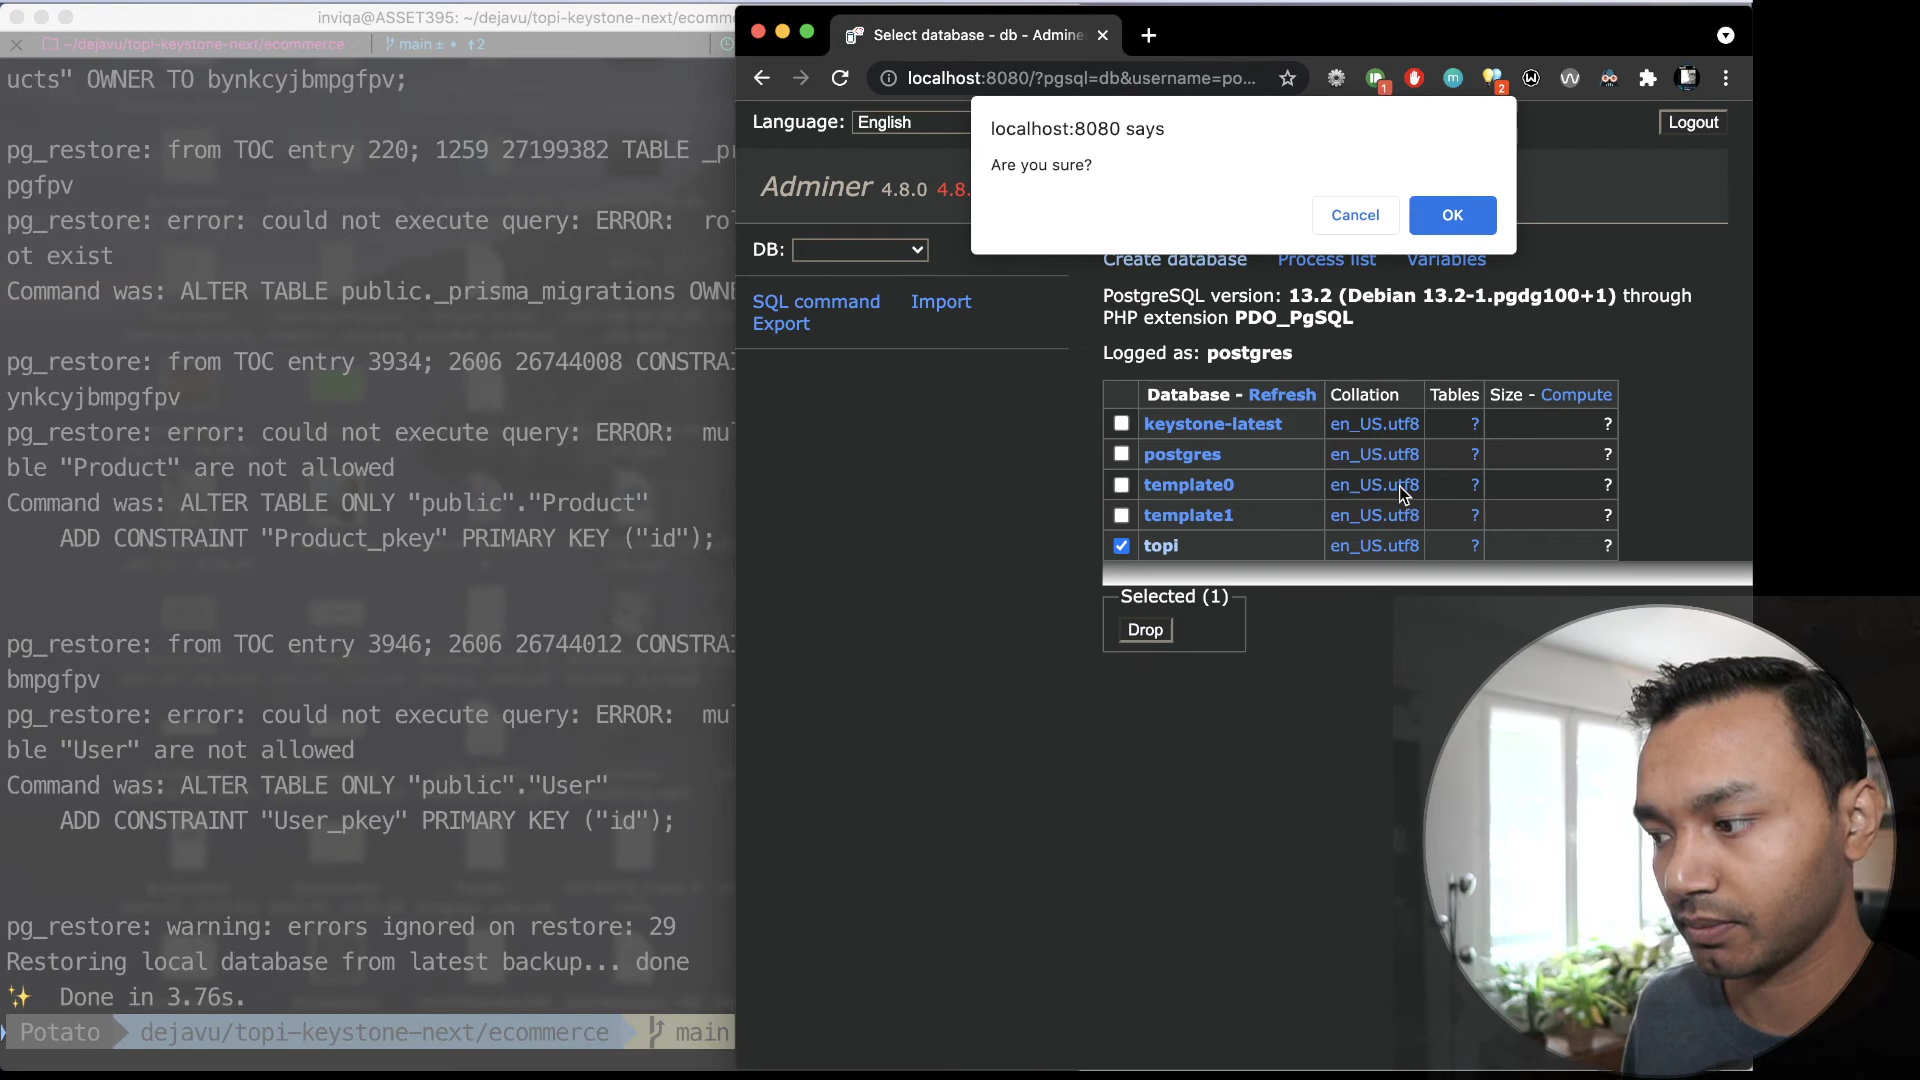 inviqa@ASSET395: ~/dejavu/topi-keystone-next/ecomm
~/dejavu/topi-keystone-next/ecommerce
main ± • ↑2
ucts" OWNER TO bynkcyjbmpgfpv;
pg_restore: from TOC entry 220; 1259 27199382 TABLE _pr
pgfpv
pg_restore: error: could not execute query: ERROR:  ro
ot exist
Command was: ALTER TABLE public._prisma_migrations OWNE
pg_restore: from TOC entry 3934; 2606 26744008 CONSTRAI
ynkcyjbmpgfpv
pg_restore: error: could not execute query: ERROR:  mu
ble "Product" are not allowed
Command was: ALTER TABLE ONLY "public"."Product"
    ADD CONSTRAINT "Product_pkey" PRIMARY KEY ("id");
pg_restore: from TOC entry 3946; 2606 26744012 CONSTRAI
bmpgfpv
pg_restore: error: could not execute query: ERROR:  mu
ble "User" are not allowed
Command was: ALTER TABLE ONLY "public"."User"
    ADD CONSTRAINT "User_pkey" PRIMARY KEY ("id");
pg_restore: warning: errors ignored on restore: 29
Restoring local database from latest backup... done
✨  Done in 3.76s.
Potato dejavu/topi-keystone-next/ecommerce main
Select database - db - Admine
localhost:8080/?pgsql=db&username=po...
1
2
Language: English
Logout
localhost:8080 says
Are you sure?
Cancel OK
Adminer 4.8.0 4.8.
DB:
SQL command Import
Export
Create database Process list Variables
PostgreSQL version: 13.2 (Debian 13.2-1.pgdg100+1) through
PHP extension PDO_PgSQL
Logged as: postgres
Database - Refresh Collation Tables Size - Compute
keystone-latest en_US.utf8 ? ?
postgres en_US.utf8 ? ?
template0 en_US.utf8 ? ?
template1 en_US.utf8 ? ?
topi en_US.utf8 ? ?
Selected (1)
Drop